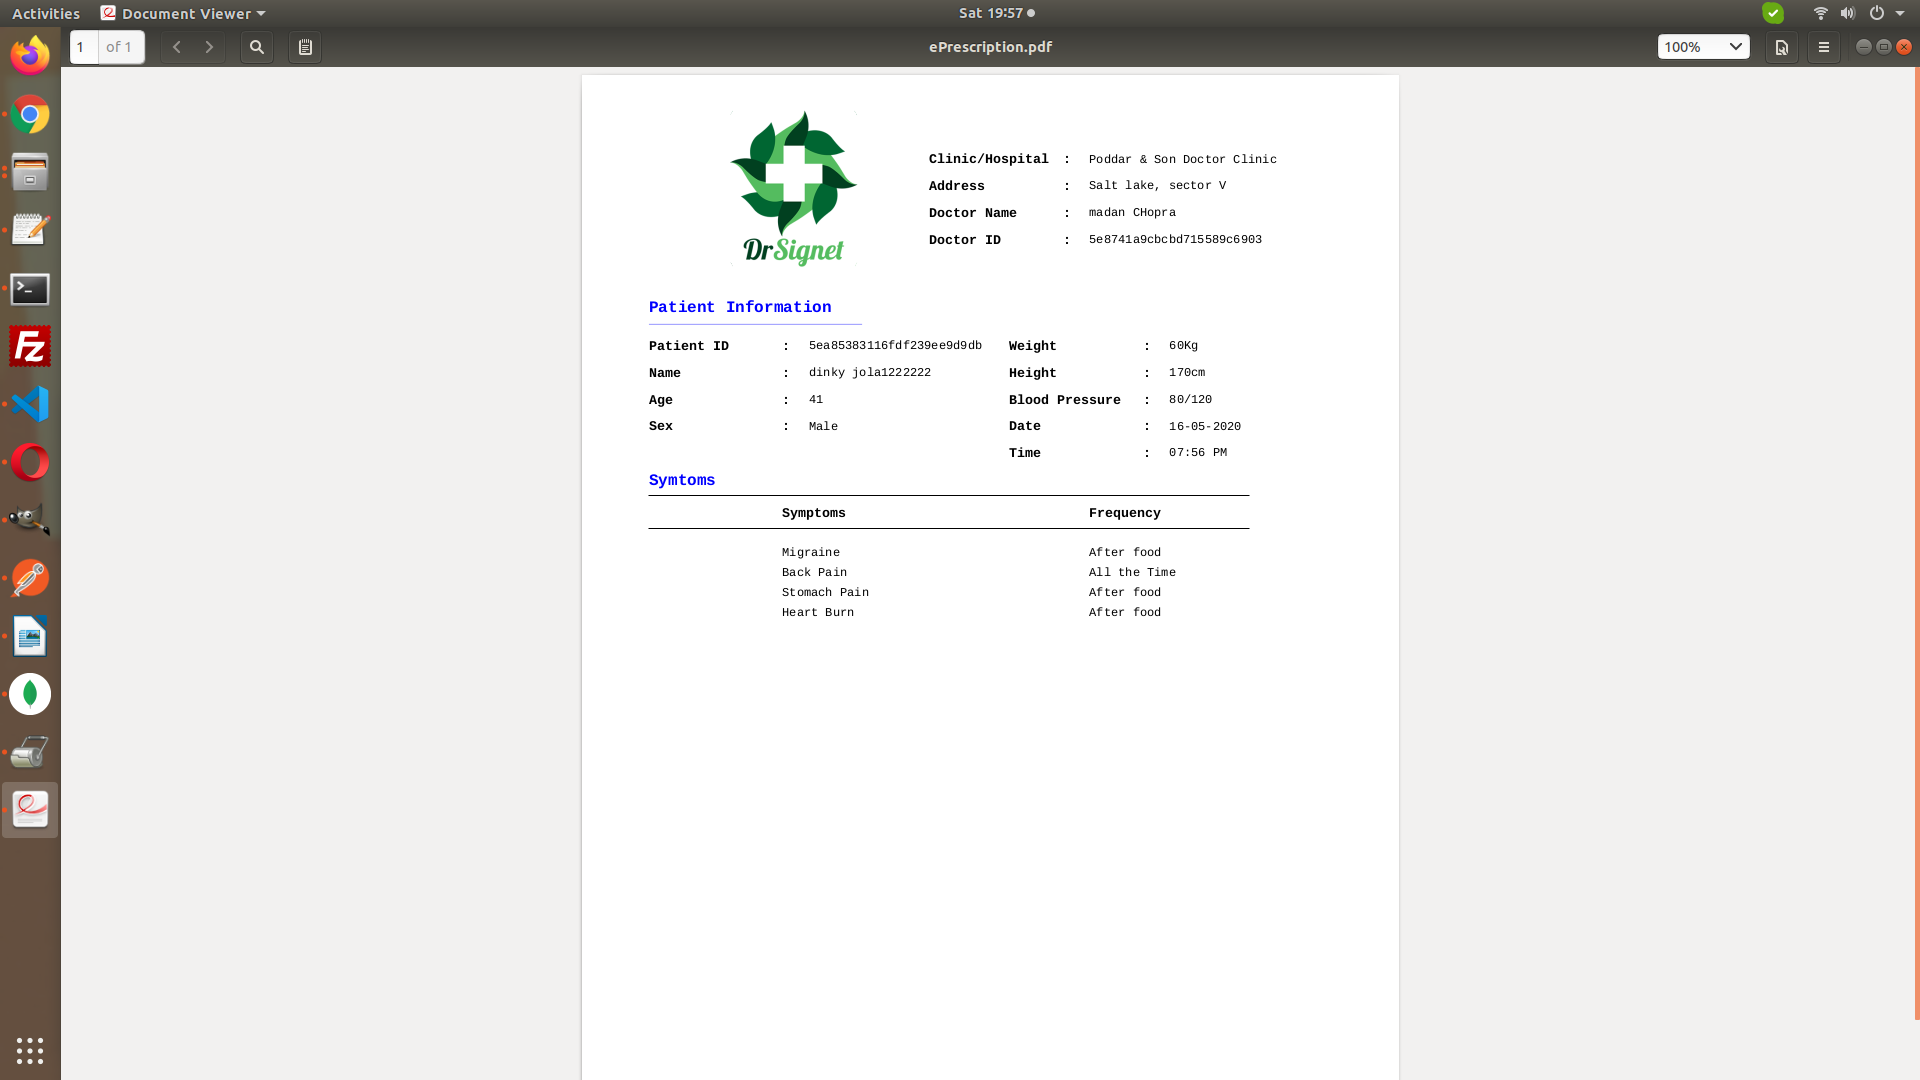 Activities Document Viewer Sat 19:57
1 of 1 ePrescription.pdf 100%
DrSignet
Clinic/Hospital : Poddar & Son Doctor Clinic
Address : Salt lake, sector V
Doctor Name : madan CHopra
Doctor ID : 5e8741a9cbcbd715589c6903
Patient Information
Patient ID : 5ea85383116fdf239ee9d9db Weight : 60Kg
Name : dinky jola1222222 Height : 170cm
Age : 41 Blood Pressure : 80/120
Sex : Male Date : 16-05-2020
Time : 07:56 PM
Symtoms
Symptoms Frequency
Migraine After food
Back Pain All the Time
Stomach Pain After food
Heart Burn After food